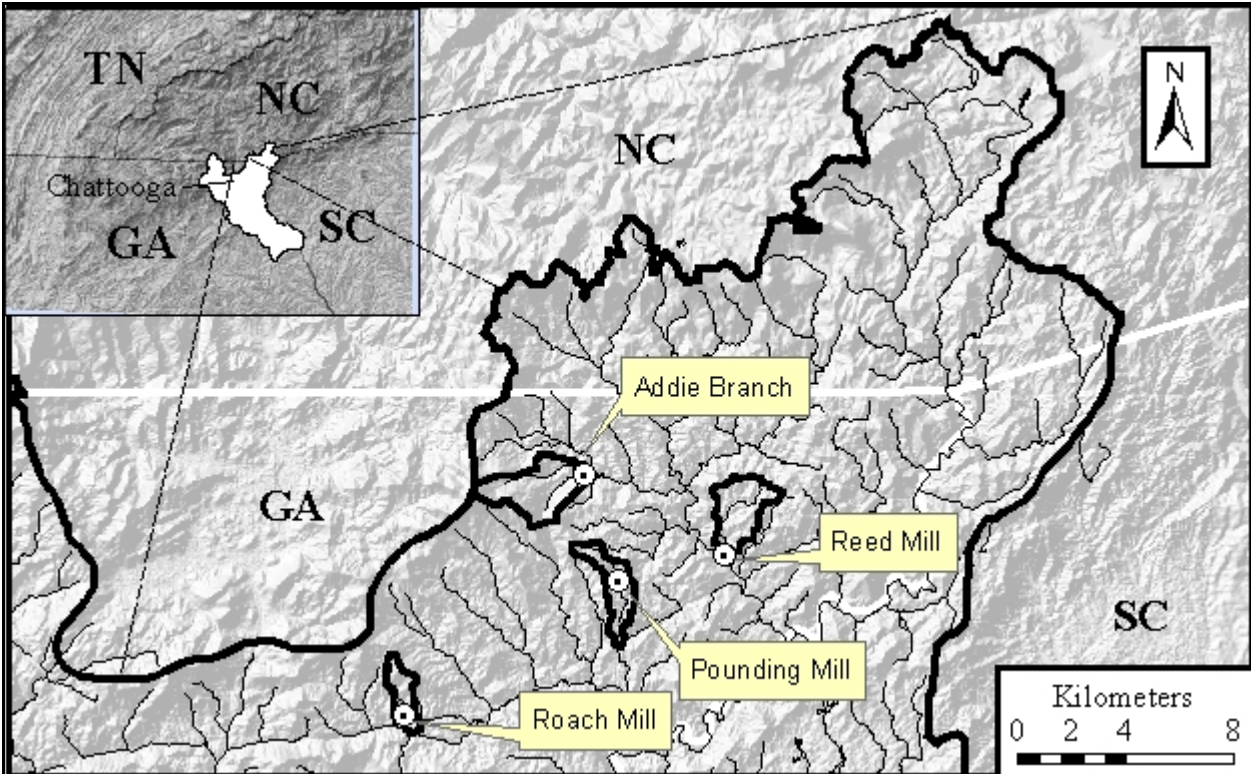 TN
NC
Chattooga
GA
SC
NC
N
Addie Branch
GA
Reed Mill
SC
Pounding Mill
Roach Mill
Kilometers
0 2 4 8